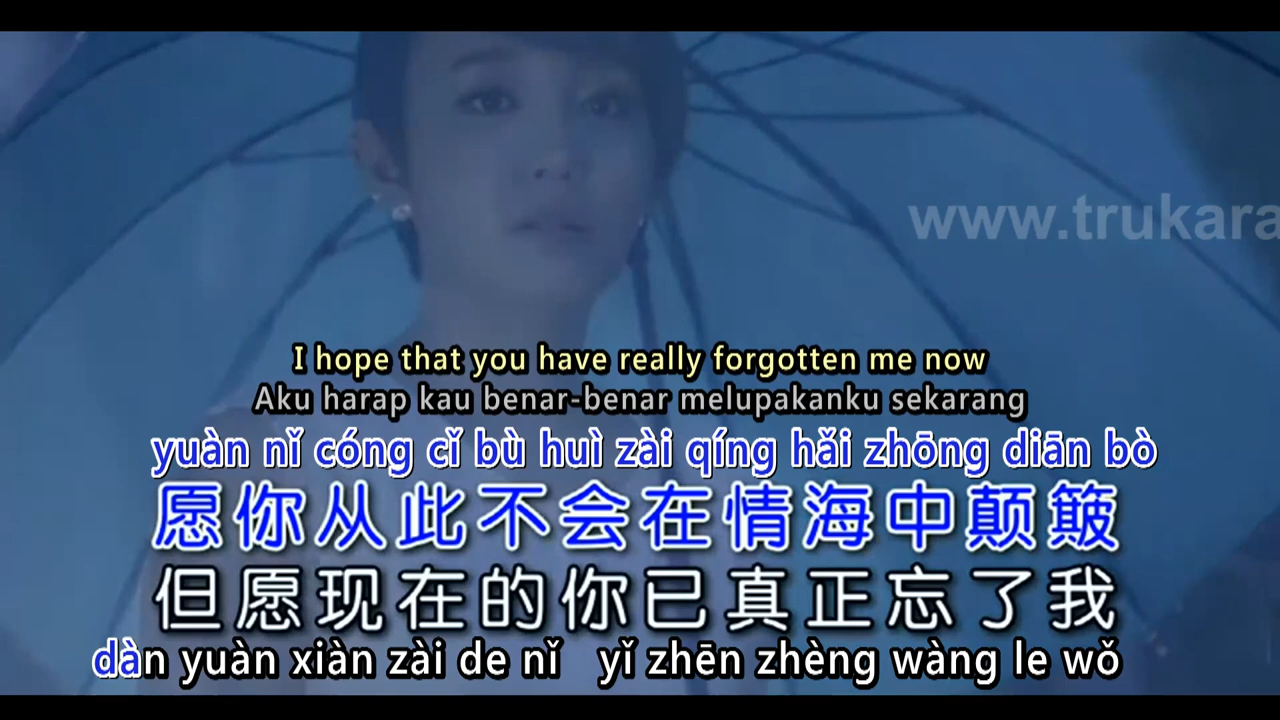 www.trukara
I hope that you have really forgotten me now
Aku harap kau benar-benar melupakanku sekarang
yuàn nǐ cóng cǐ bù huì zài qíng hǎi zhōng diān bò
愿你从此不会在情海中颠簸
但愿现在的你已真正忘了我
dàn yuàn xiàn zài de nǐ yǐ zhēn zhèng wàng le wǒ